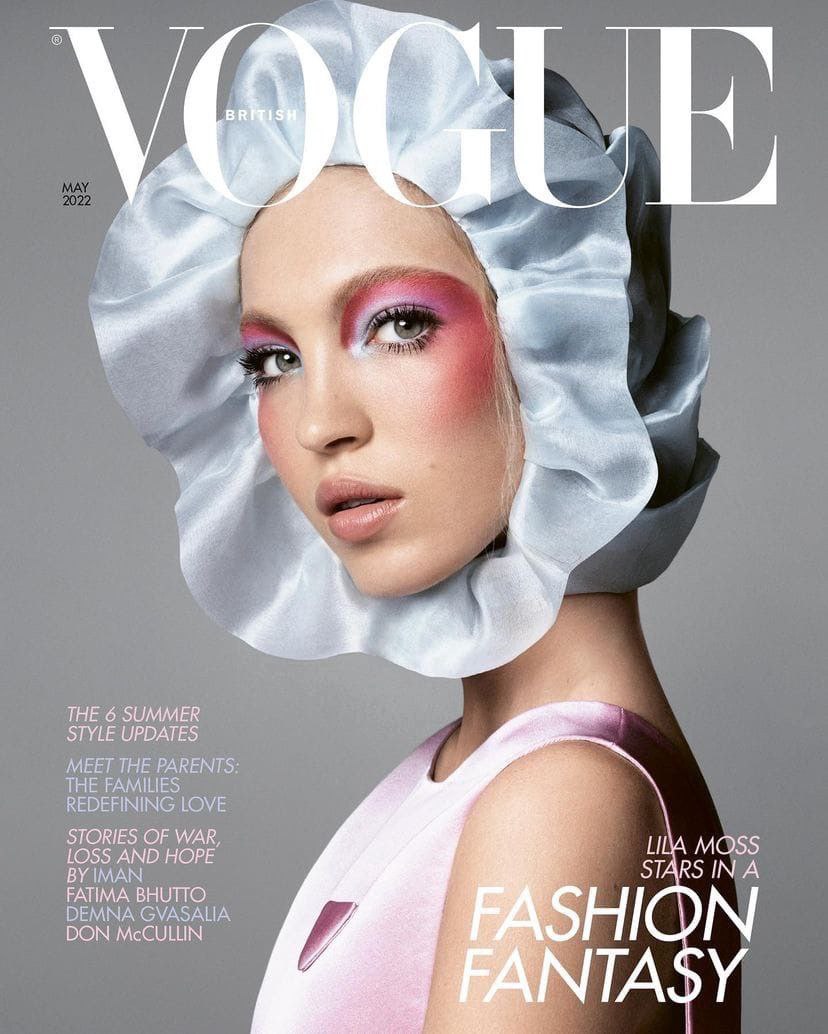 VOGUE
®
BRITISH
MAY
2022
THE 6 SUMMER
STYLE UPDATES
MEET THE PARENTS:
THE FAMILIES
REDEFINING LOVE
STORIES OF WAR,
LOSS AND HOPE
BY IMAN
FATIMA BHUTTO
DEMNA GVASALIA
DON McCULLIN
LILA MOSS
STARS IN A
FASHION
FANTASY